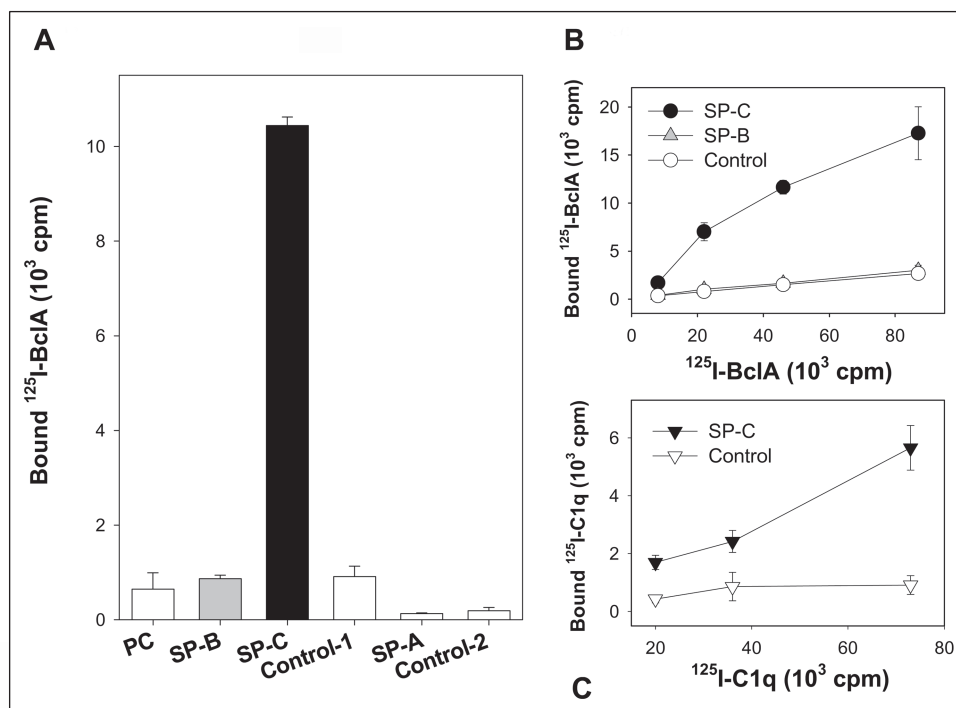 A
Bound ¹²⁵I-BclA (10³ cpm)
10
8
6
4
2
0
PC
SP-B
SP-C
Control-1
SP-A
Control-2
B
Bound ¹²⁵I-BclA (10³ cpm)
20
15
10
5
0
SP-C
SP-B
Control
0 20 40 60 80
¹²⁵I-BclA (10³ cpm)
Bound ¹²⁵I-C1q (10³ cpm)
6
4
2
0
SP-C
Control
20 40 60 80
¹²⁵I-C1q (10³ cpm)
C